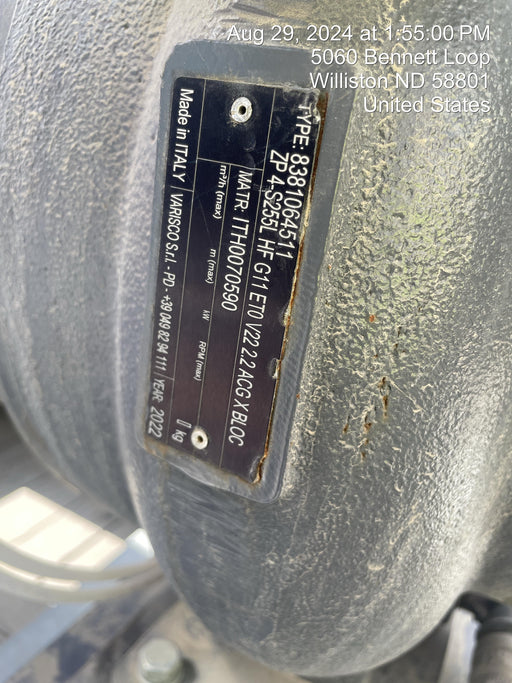 Aug 29, 2024 at 1:55:00 PM
5060 Bennett Loop
Williston ND 58801
United States
TYPE: 8381064511
ZP 4-S255L HF G11 ET0 V22 2.2 ACG X BLOC
MATR: ITH0070590
m³/h (max) m (max) kW RPM (max)
kg
Made in ITALY VARISCO S.r.l. - PD - +39 049 82 94 111 YEAR: 2022